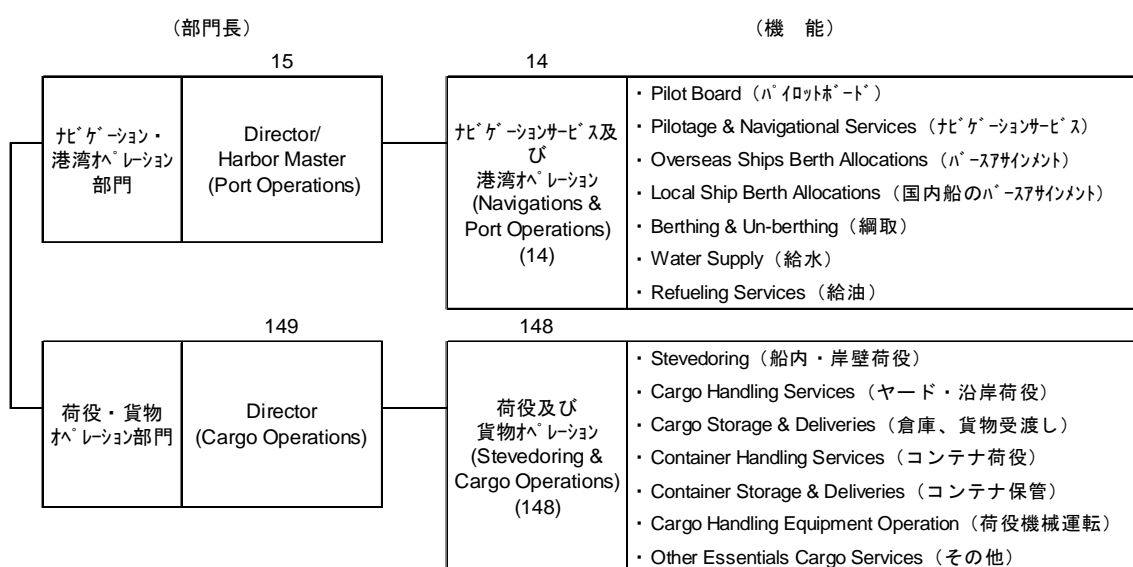 （部門長）
（機　能）
15
14
ﾅﾋﾞｹﾞｰｼｮﾝ・
港湾ｵﾍﾟﾚｰｼｮﾝ
部門
Director/
Harbor Master
(Port Operations)
ﾅﾋﾞｹﾞｰｼｮﾝｻｰﾋﾞｽ及
び
港湾ｵﾍﾟﾚｰｼｮﾝ
(Navigations &
Port Operations)
(14)
・Pilot Board（ﾊﾟｲﾛｯﾄﾎﾞｰﾄﾞ）
・Pilotage & Navigational Services（ﾅﾋﾞｹﾞｰｼｮﾝｻｰﾋﾞｽ）
・Overseas Ships Berth Allocations（ﾊﾞｰｽｱｻｲﾝﾒﾝﾄ）
・Local Ship Berth Allocations（国内船のﾊﾞｰｽｱｻｲﾝﾒﾝﾄ）
・Berthing & Un-berthing（綱取）
・Water Supply（給水）
・Refueling Services（給油）
149
148
荷役・貨物
ｵﾍﾟﾚｰｼｮﾝ部門
Director
(Cargo Operations)
荷役及び
貨物ｵﾍﾟﾚｰｼｮﾝ
(Stevedoring &
Cargo Operations)
(148)
・Stevedoring（船内・岸壁荷役）
・Cargo Handling Services（ヤード・沿岸荷役）
・Cargo Storage & Deliveries（倉庫、貨物受渡し）
・Container Handling Services（コンテナ荷役）
・Container Storage & Deliveries（コンテナ保管）
・Cargo Handling Equipment Operation（荷役機械運転）
・Other Essentials Cargo Services（その他）